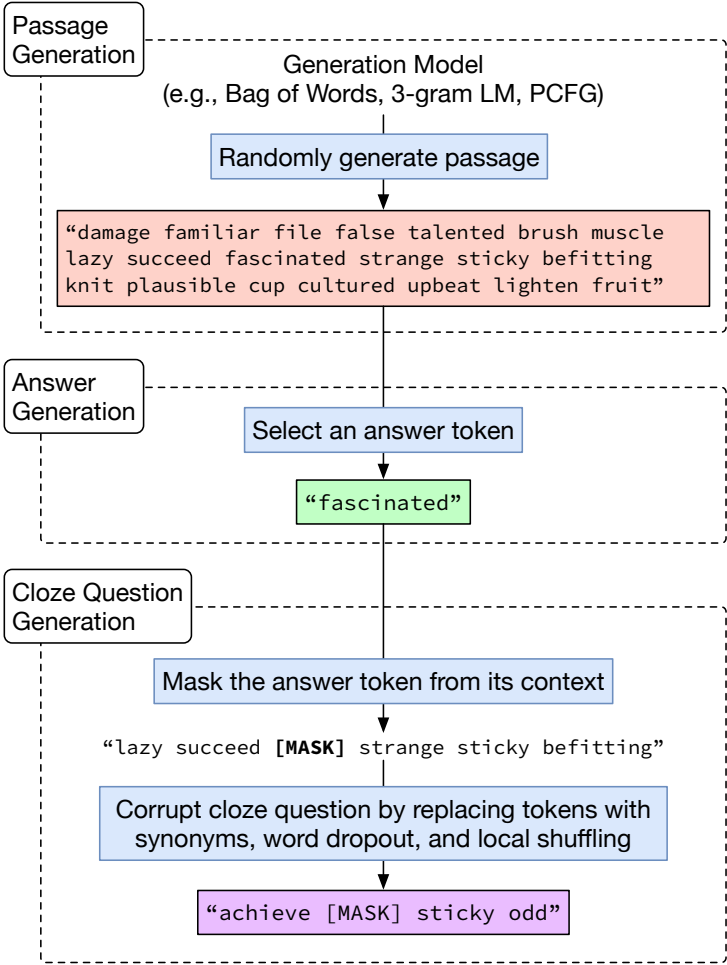 Passage
Generation
Generation Model
(e.g., Bag of Words, 3-gram LM, PCFG)
Randomly generate passage
“damage familiar file false talented brush muscle
lazy succeed fascinated strange sticky befitting
knit plausible cup cultured upbeat lighten fruit”
Answer
Generation
Select an answer token
“fascinated”
Cloze Question
Generation
Mask the answer token from its context
“lazy succeed [MASK] strange sticky befitting”
Corrupt cloze question by replacing tokens with
synonyms, word dropout, and local shuffling
“achieve [MASK] sticky odd”